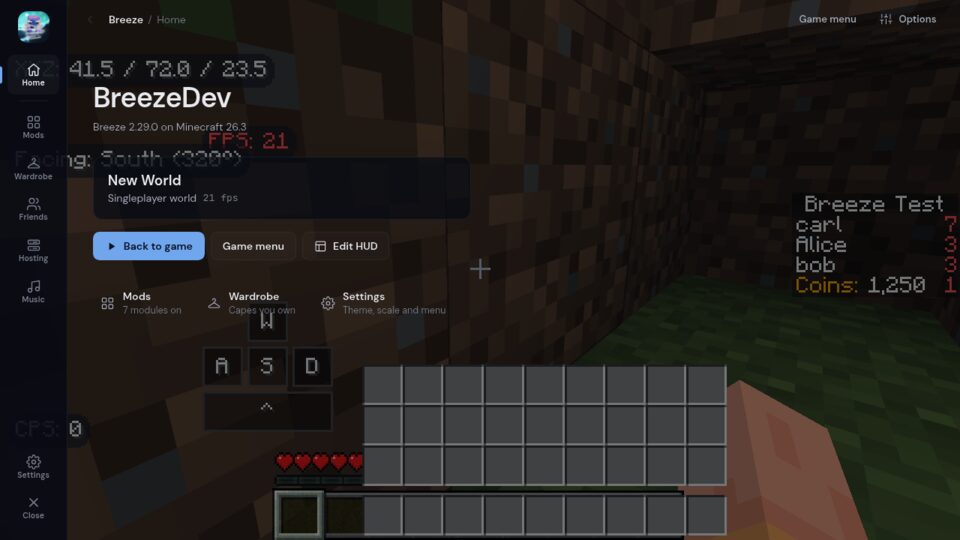 Breeze / Home
Game menu
Options
XYZ: 41.5 / 72.0 / 23.5
Home
BreezeDev
Breeze 2.29.0 on Minecraft 26.3
FPS: 21
Mods
Facing: South (320°)
Wardrobe
New World
Singleplayer world 21 fps
Friends
Breeze Test
carl 7
Alice 3
bob 3
Coins: 1,250 1
Back to game
Game menu
Edit HUD
Hosting
Music
Mods
7 modules on
Wardrobe
Capes you own
Settings
Theme, scale and menu
W
A S D
^
CPS: 0
Settings
Close